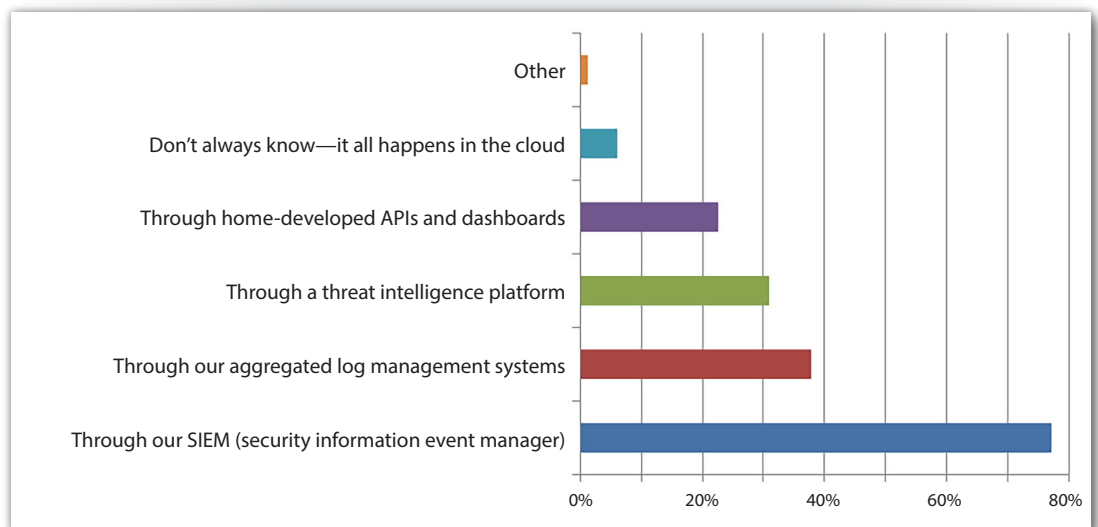 Other
Don’t always know—it all happens in the cloud
Through home-developed APIs and dashboards
Through a threat intelligence platform
Through our aggregated log management systems
Through our SIEM (security information event manager)
0% 20% 40% 60% 80%